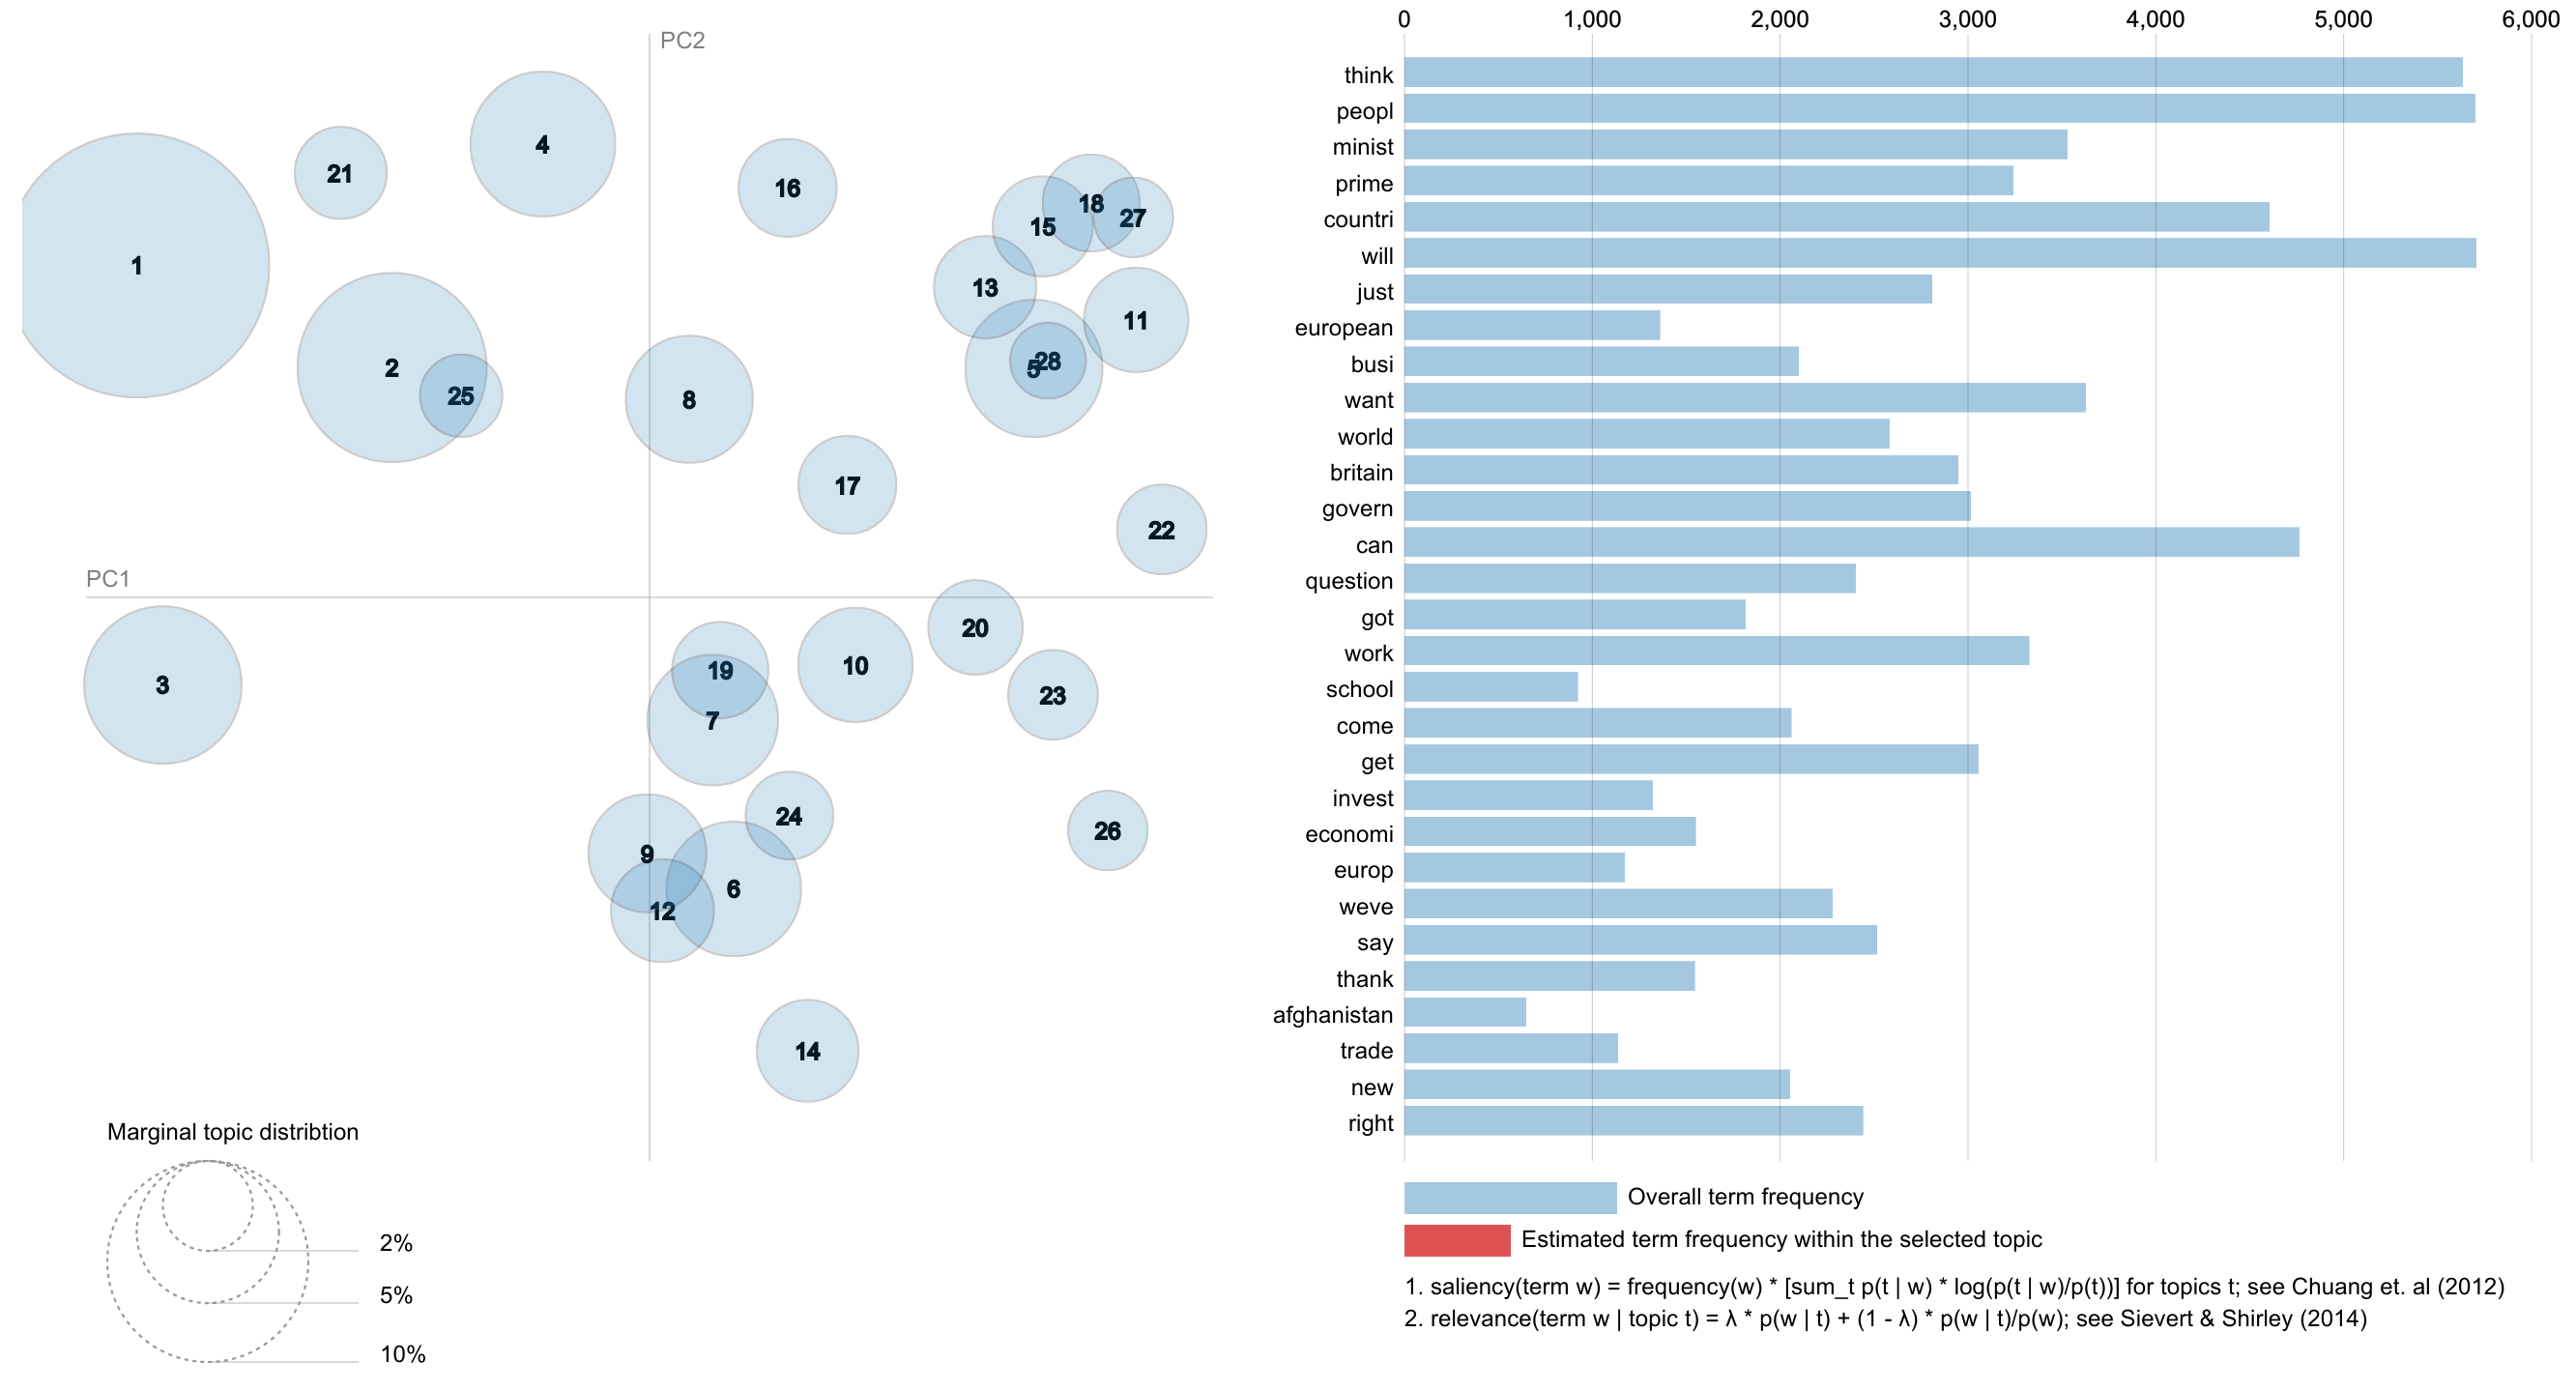 PC2
4
21
16
18
27
15
1
13
11
28
5
2
25
8
17
22
PC1
20
10
19
3
23
7
24
26
9
6
12
14
Marginal topic distribtion
2%
5%
10%
0 1,000 2,000 3,000 4,000 5,000 6,000
think
peopl
minist
prime
countri
will
just
european
busi
want
world
britain
govern
can
question
got
work
school
come
get
invest
economi
europ
weve
say
thank
afghanistan
trade
new
right
Overall term frequency
Estimated term frequency within the selected topic
1. saliency(term w) = frequency(w) * [sum_t p(t | w) * log(p(t | w)/p(t))] for topics t; see Chuang et. al (2012)
2. relevance(term w | topic t) = λ * p(w | t) + (1 - λ) * p(w | t)/p(w); see Sievert & Shirley (2014)